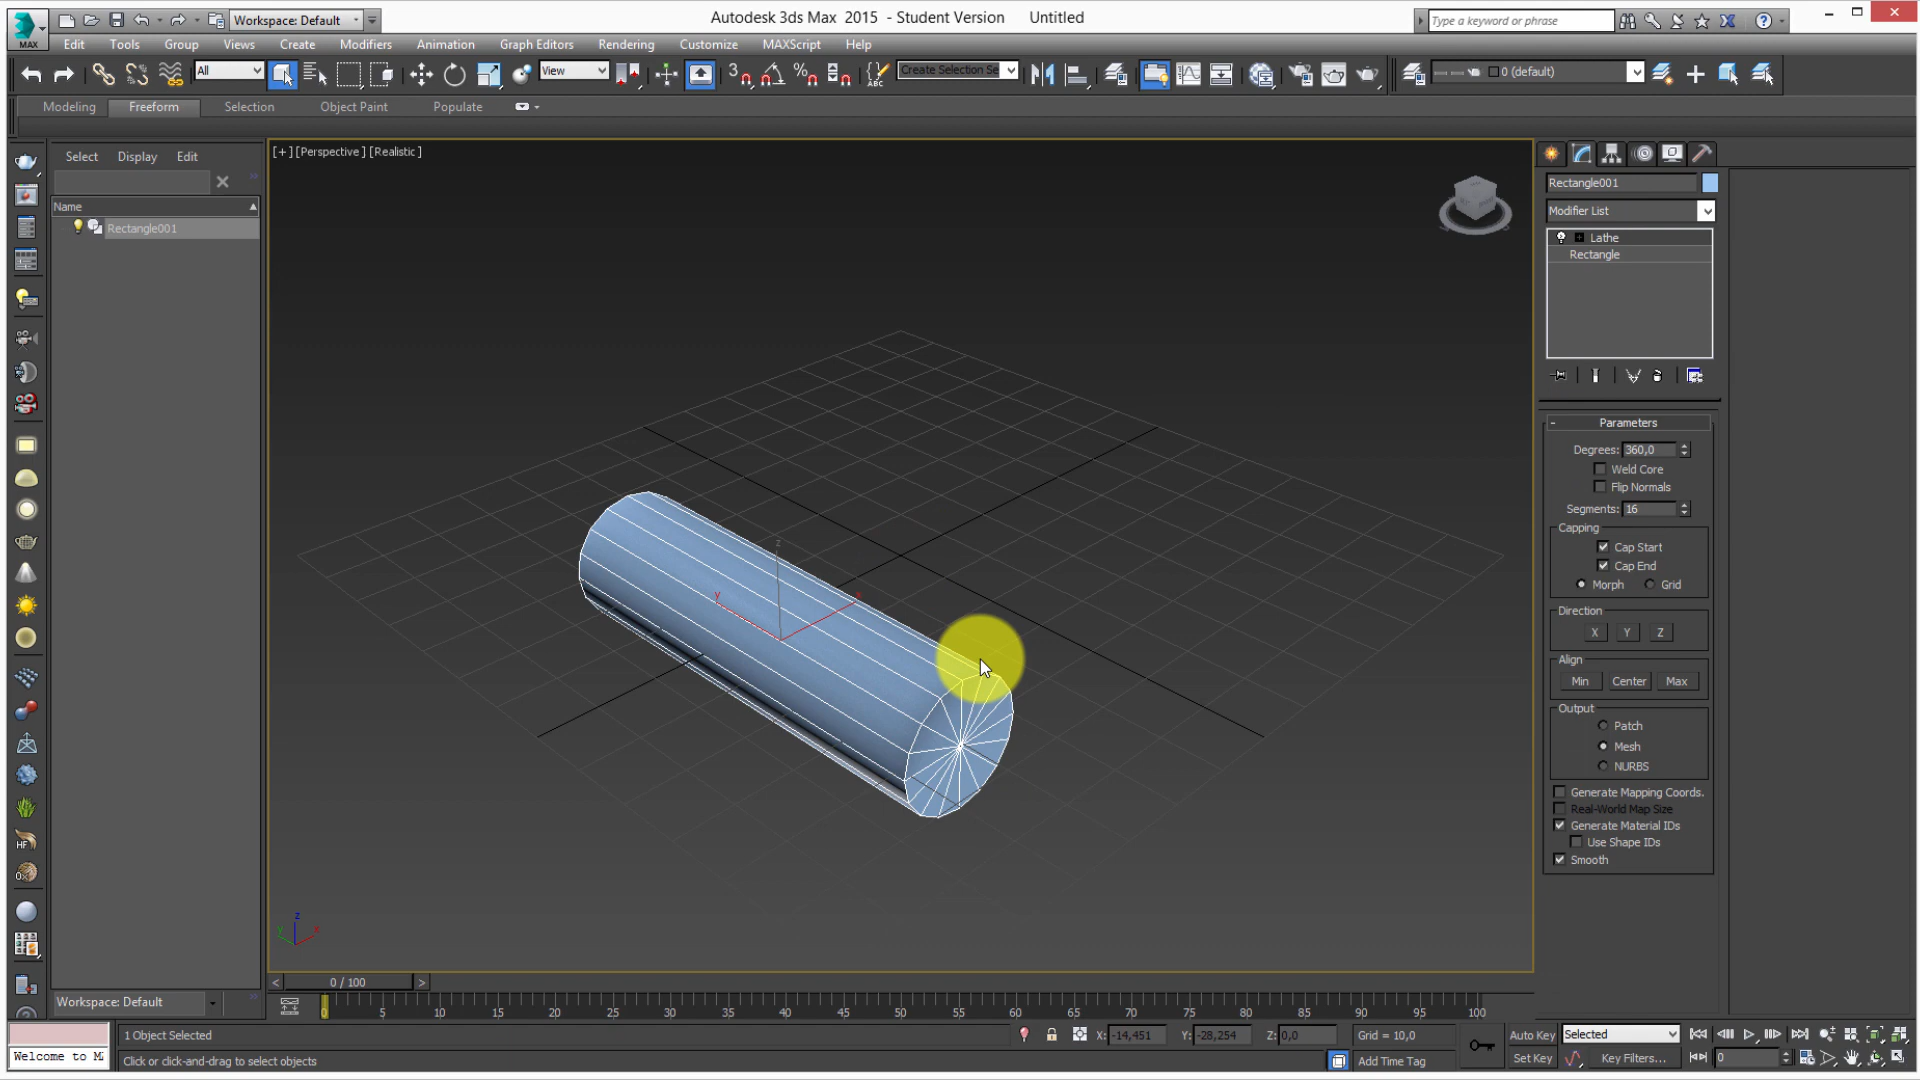 MAX
Workspace: Default
Autodesk 3ds Max 2015 - Student Version Untitled
Type a keyword or phrase
Edit Tools Group Views Create Modifiers Animation Graph Editors Rendering Customize MAXScript Help
All
View
3
ABC
Create Selection Se
0 (default)
Modeling Freeform Selection Object Paint Populate
Select Display Edit
Name
Rectangle001
[+] [Perspective] [Realistic]
z
y
x
z
y
x
Rectangle001
Modifier List
Lathe
Rectangle
- Parameters
Degrees: 360,0
Weld Core
Flip Normals
Segments: 16
Capping
Cap Start
Cap End
Morph Grid
Direction
X Y Z
Align
Min Center Max
Output
Patch
Mesh
NURBS
Generate Mapping Coords.
Real-World Map Size
Generate Material IDs
Use Shape IDs
Smooth
HF
Workspace: Default
< 0 / 100 >
0 5 10 15 20 25 30 35 40 45 50 55 60 65 70 75 80 85 90 95 100
1 Object Selected
X: -14,451 Y: -28,254 Z: 0,0 Grid = 10,0
Auto Key Selected
Welcome to M
Click or click-and-drag to select objects
Add Time Tag
Set Key Key Filters... 0